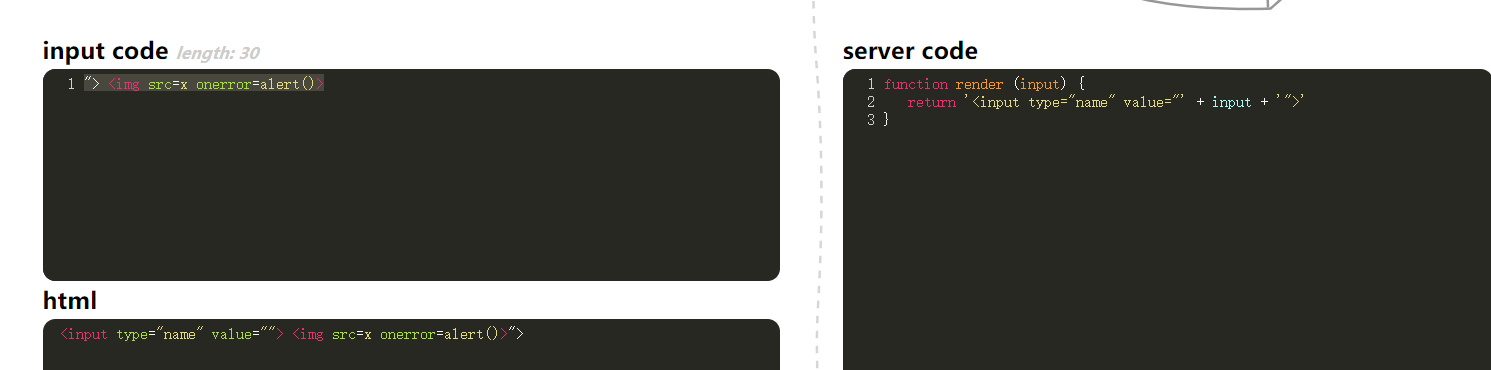 input code length: 30
1 "> <img src=x onerror=alert()>
html
<input type="name" value=""> <img src=x onerror=alert()>">
server code
1 function render (input) {
2 return '<input type="name" value="' + input + '">'
3 }